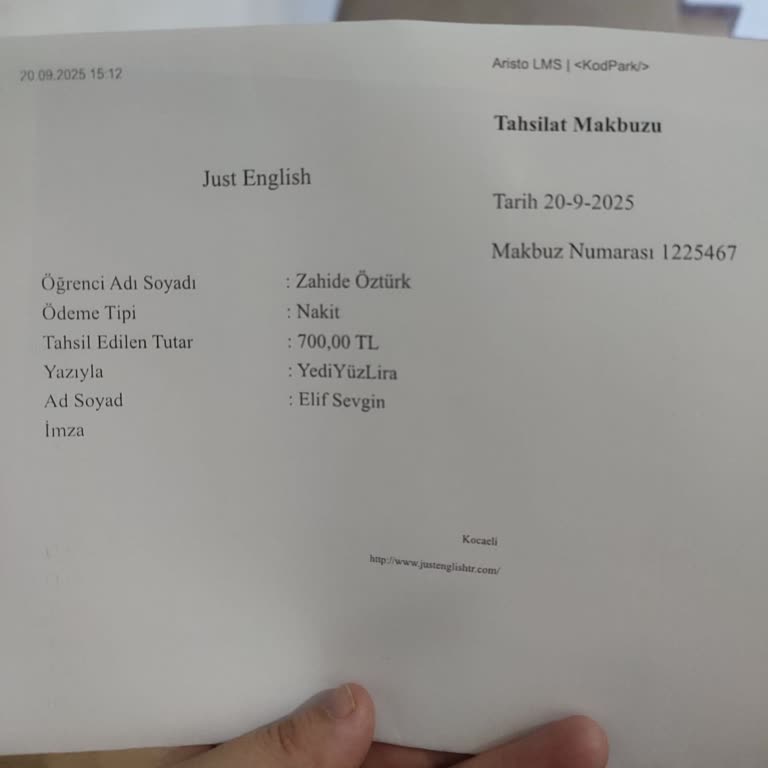 20.09.2025 15:12
Aristo LMS | <KodPark/>
Tahsilat Makbuzu
Just English
Tarih 20-9-2025
Makbuz Numarası 1225467
Öğrenci Adı Soyadı : Zahide Öztürk
Ödeme Tipi : Nakit
Tahsil Edilen Tutar : 700,00 TL
Yazıyla : YediYüzLira
Ad Soyad : Elif Sevgin
İmza
Kocaeli
http://www.justenglishtr.com/